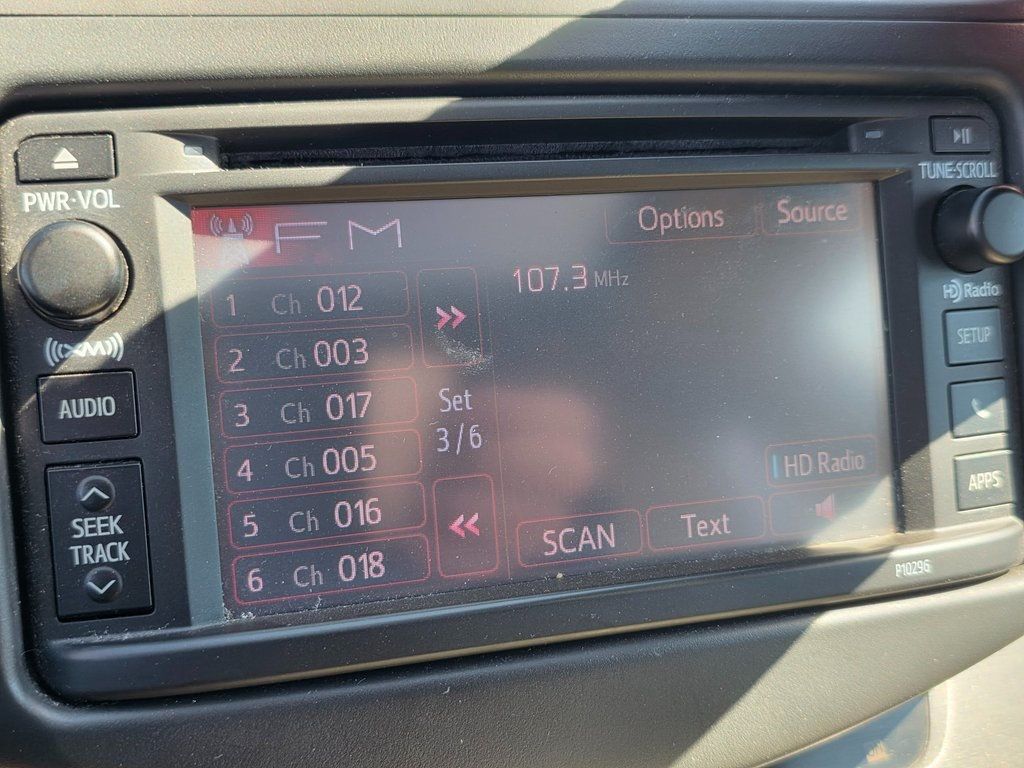 PWR·VOL
TUNE·SCROLL
FM
Options
Source
1 Ch 012
107.3 MHz
HD Radio
2 Ch 003
SETUP
((XM))
AUDIO
3 Ch 017
Set
3/6
4 Ch 005
HD Radio
APPS
5 Ch 016
SEEK
TRACK
SCAN
Text
6 Ch 018
P10296